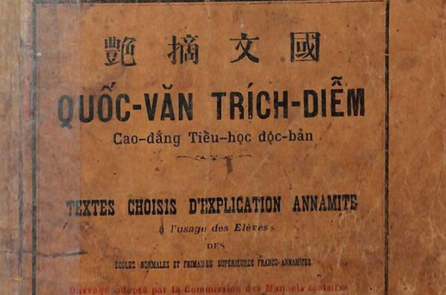 艷摘文國
QUỐC-VĂN TRÍCH-DIỄM
Cao-đẳng Tiểu-học độc-bản
TEXTES CHOISIS D'EXPLICATION ANNAMITE
à l'usage des Elèves
DES
ÉCOLES NORMALES ET PRIMAIRES SUPÉRIEURES FRANCO-ANNAMITES
Ouvrage adopté par la Commission des Manuels scolaires